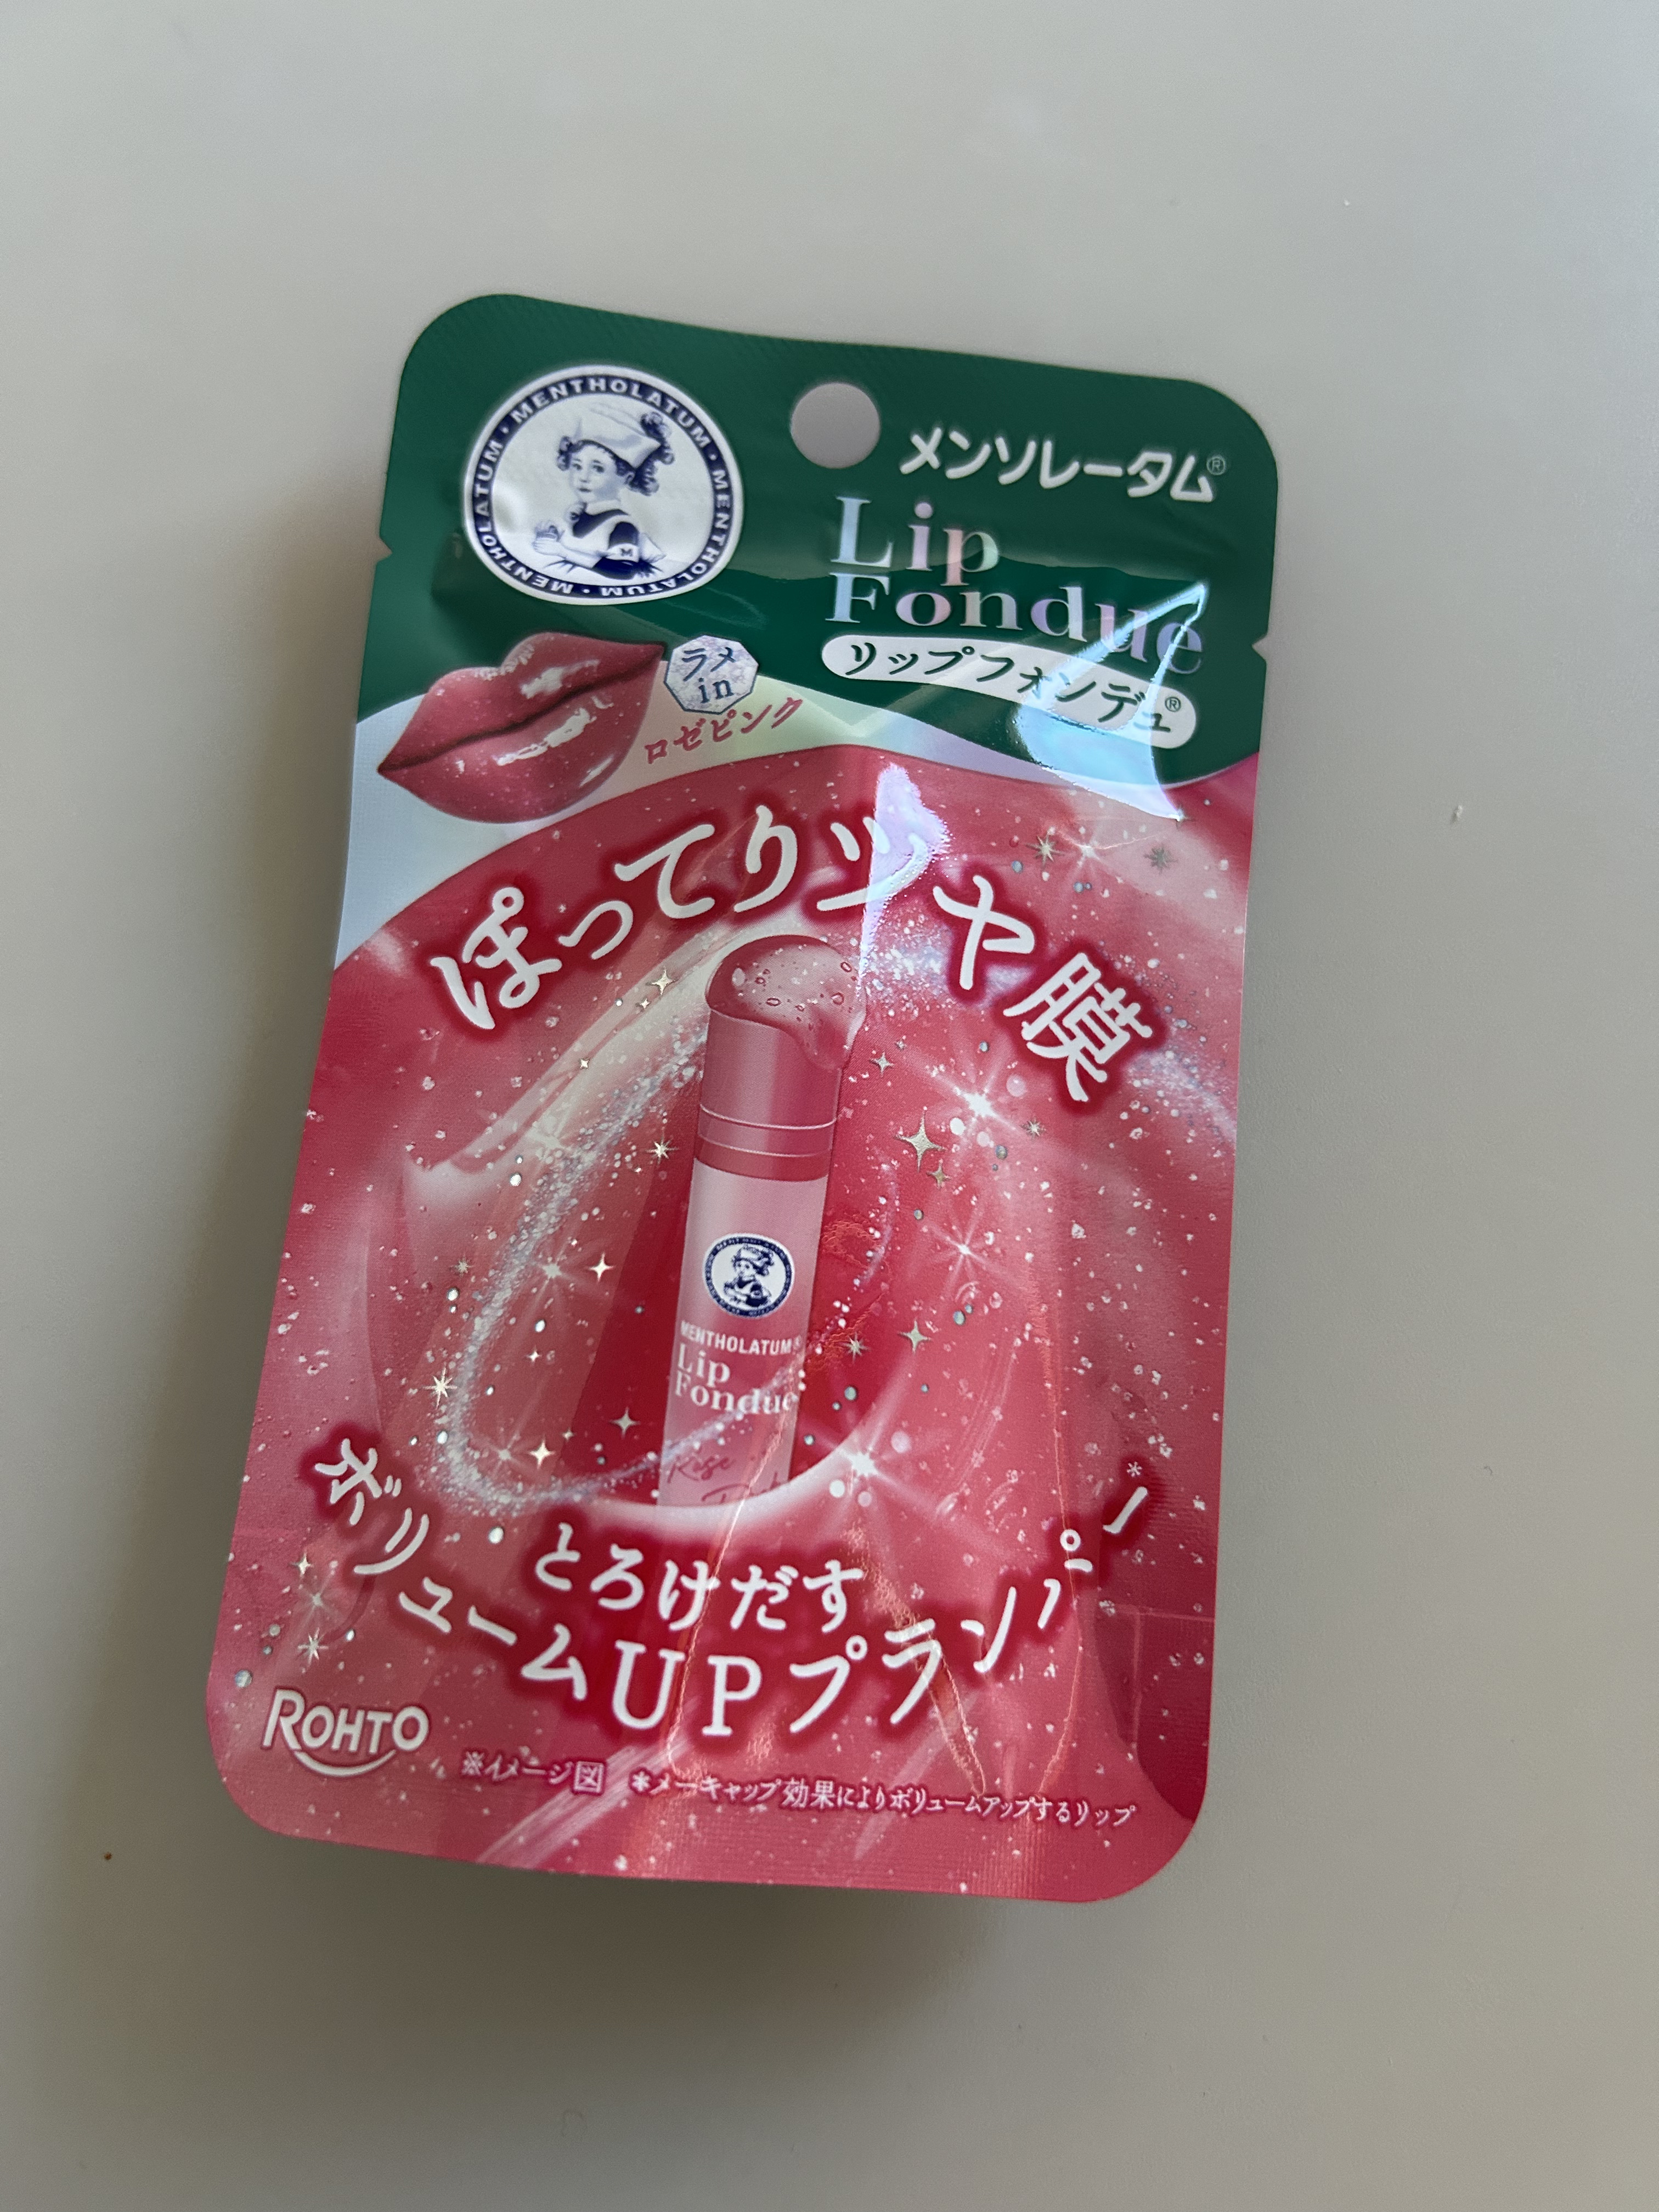 MENTHOLATUM · MENTHOLATUM · MENTHOLATUM ·
メンソレータム®
Lip
Fondue
リップフォンデュ®
ラメ
in
ロゼピンク
ぽってりツヤ膜
MENTHOLATUM®
Lip
Fondue
Rose
とろけだす
ボリュームUPプランパー*
ROHTO
※イメージ図 *メーキャップ効果によりボリュームアップするリップ